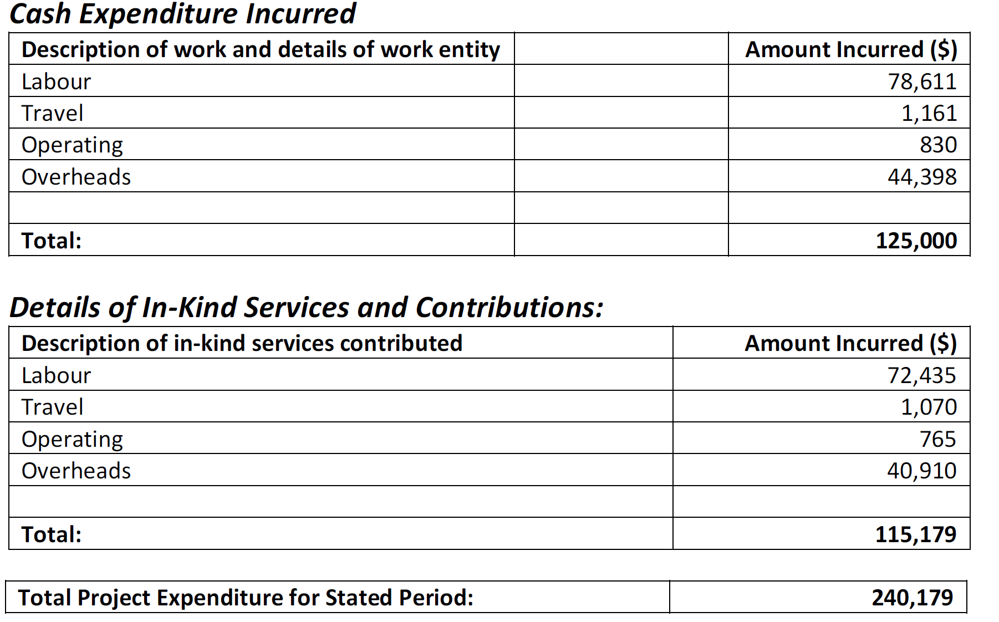 Cash Expenditure Incurred
Description of work and details of work entity Amount Incurred ($)
Labour 78,611
Travel 1,161
Operating 830
Overheads 44,398
Total: 125,000
Details of In-Kind Services and Contributions:
Description of in-kind services contributed Amount Incurred ($)
Labour 72,435
Travel 1,070
Operating 765
Overheads 40,910
Total: 115,179
Total Project Expenditure for Stated Period: 240,179